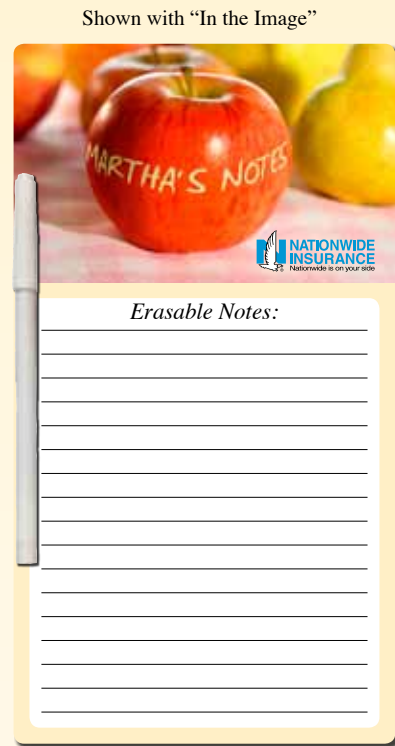 Shown with “In the Image”
MARTHA'S NOTES
NATIONWIDE
INSURANCE
Nationwide is on your side
Erasable Notes: